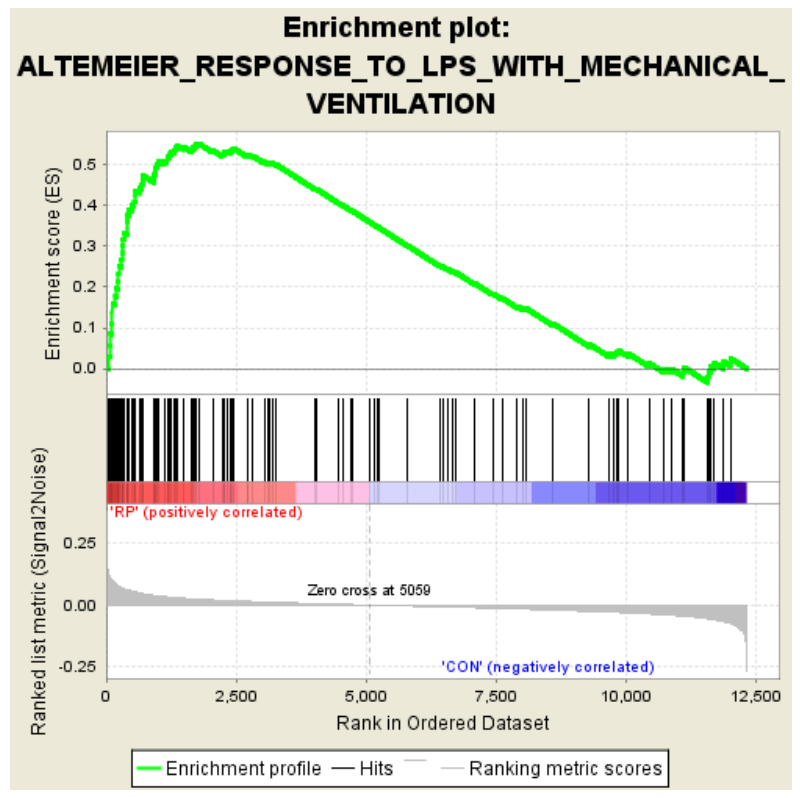 Enrichment plot:
ALTEMEIER_RESPONSE_TO_LPS_WITH_MECHANICAL_
VENTILATION
Enrichment score (ES)
0.5
0.4
0.3
0.2
0.1
0.0
'RP' (positively correlated)
Ranked list metric (Signal2Noise)
0.25
0.00
-0.25
Zero cross at 5059
'CON' (negatively correlated)
0 2,500 5,000 7,500 10,000 12,500
Rank in Ordered Dataset
Enrichment profile Hits Ranking metric scores